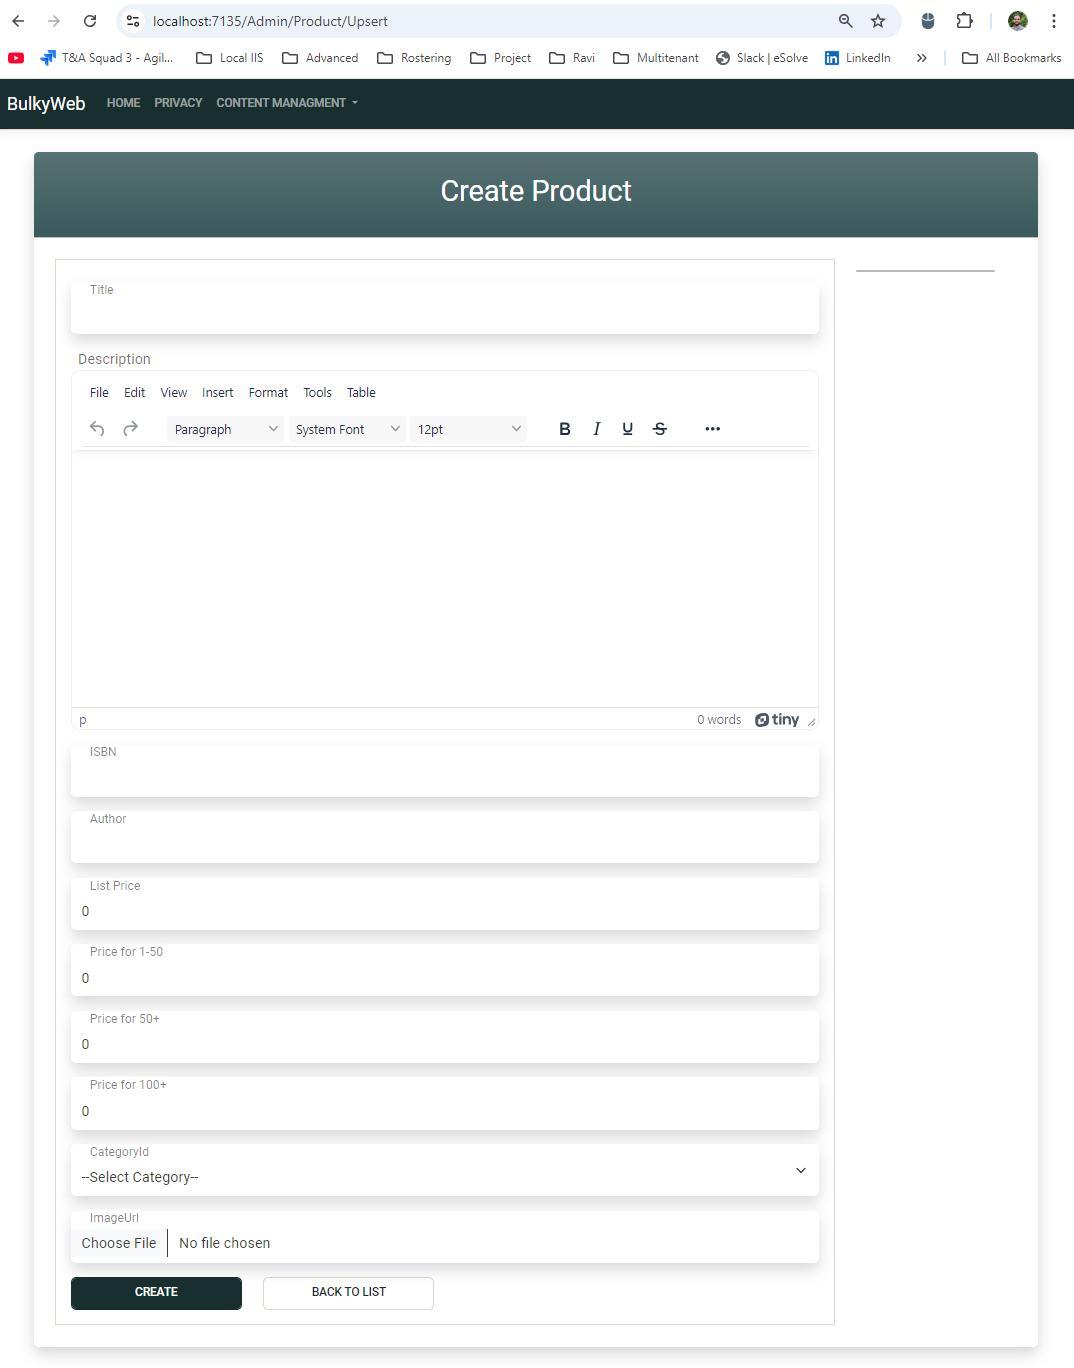 localhost:7135/Admin/Product/Upsert
T&A Squad 3 - Agil... Local IIS Advanced Rostering Project Ravi Multitenant Slack | eSolve LinkedIn » All Bookmarks
BulkyWeb HOME PRIVACY CONTENT MANAGMENT
Create Product
Title
Description
File Edit View Insert Format Tools Table
Paragraph System Font 12pt B I U S ...
p 0 words tiny
ISBN
Author
List Price
0
Price for 1-50
0
Price for 50+
0
Price for 100+
0
CategoryId
--Select Category--
ImageUrl
Choose File No file chosen
CREATE BACK TO LIST